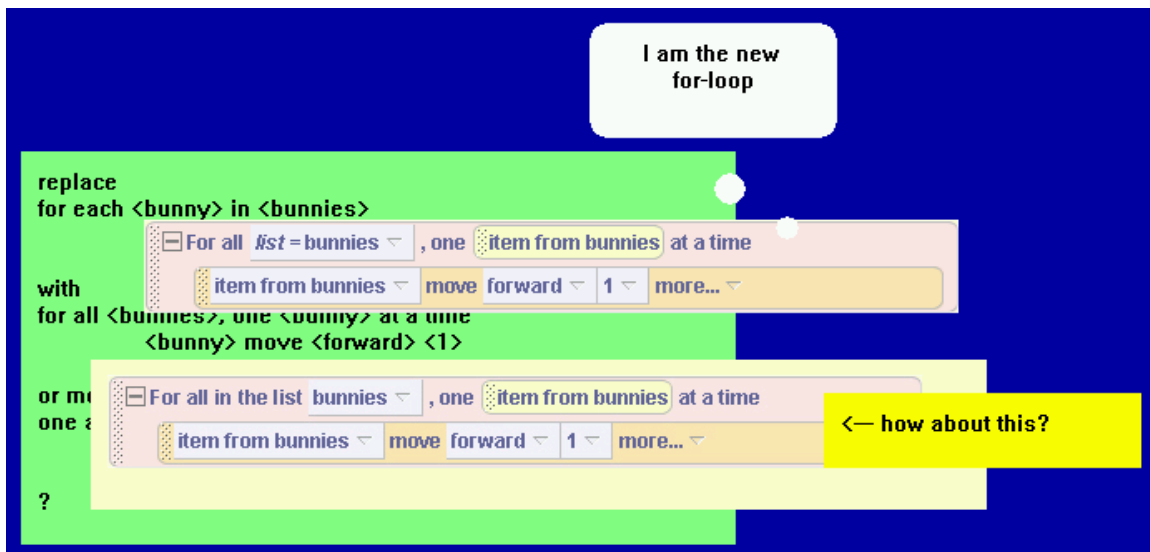 I am the new
for-loop
replace
for each <bunny> in <bunnies>
For all list = bunnies , one item from bunnies at a time
item from bunnies move forward 1 more...
with
for all <bunnies>, one <bunny> at a time
<bunny> move <forward> <1>
For all in the list bunnies , one item from bunnies at a time
or
one
item from bunnies move forward 1 more...
<— how about this?
?